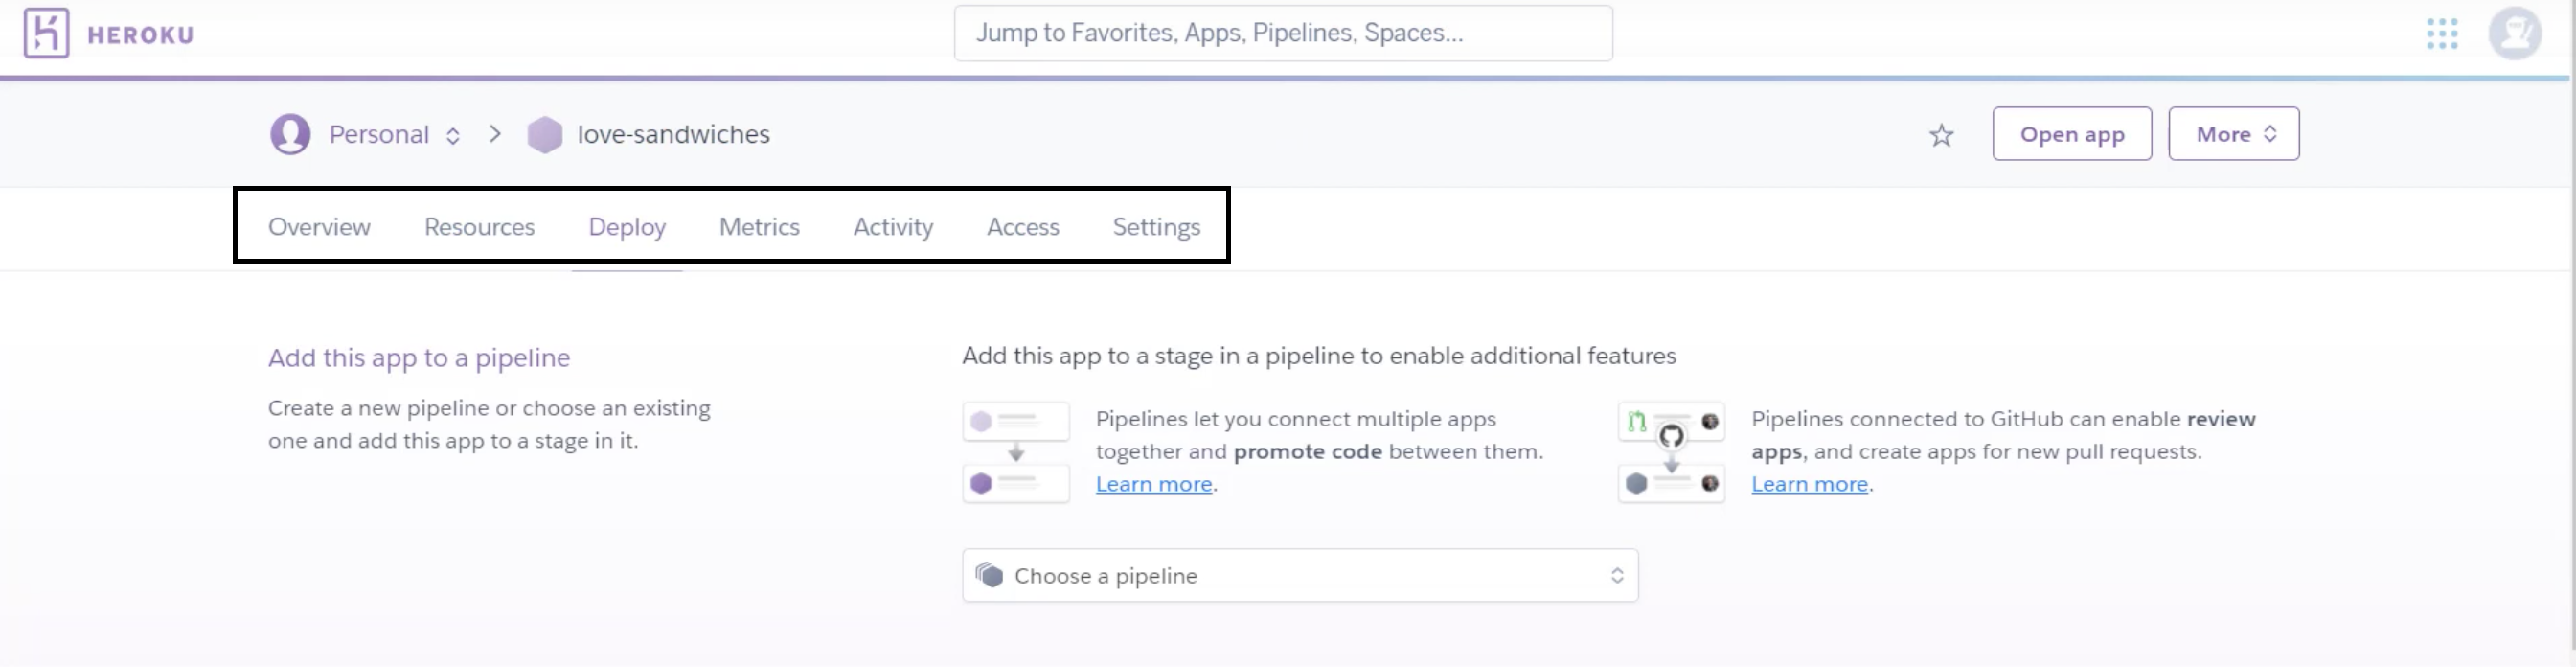 HEROKU
Jump to Favorites, Apps, Pipelines, Spaces...
Personal
love-sandwiches
Open app
More
Overview Resources Deploy Metrics Activity Access Settings
Add this app to a pipeline
Create a new pipeline or choose an existing
one and add this app to a stage in it.
Add this app to a stage in a pipeline to enable additional features
Pipelines let you connect multiple apps
together and promote code between them.
Learn more.
Pipelines connected to GitHub can enable review
apps, and create apps for new pull requests.
Learn more.
Choose a pipeline